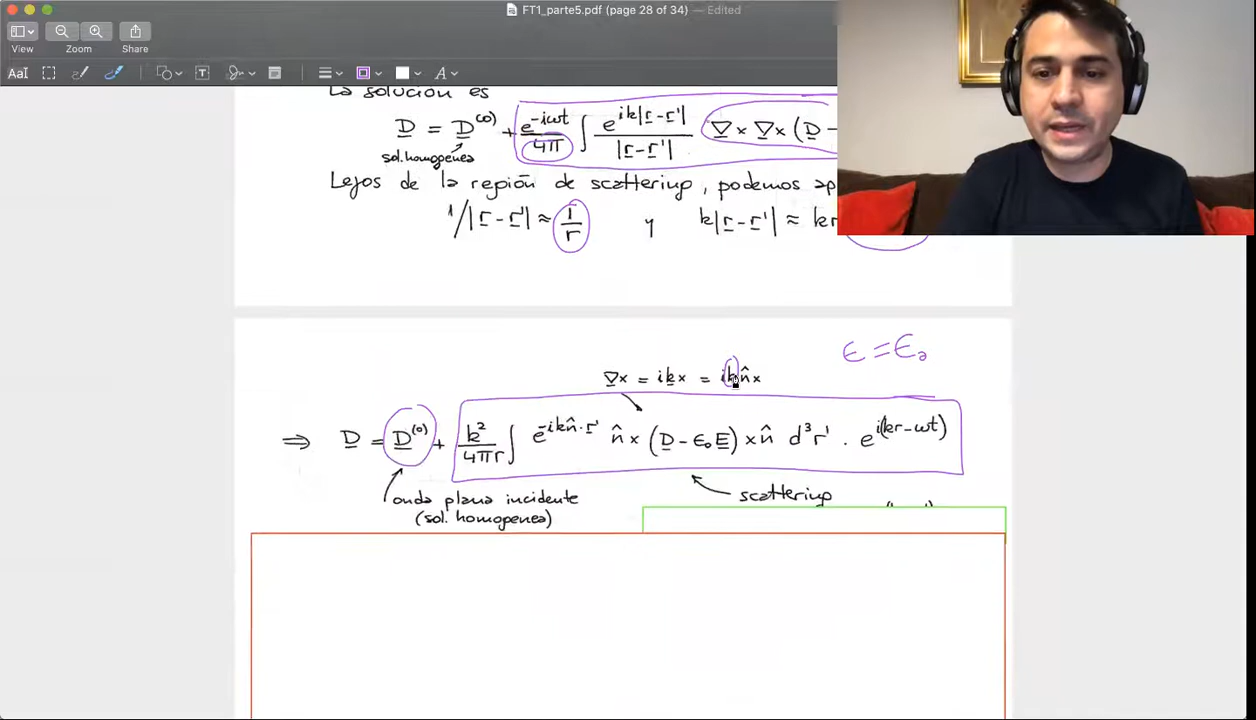 FT1_parte5.pdf (page 28 of 34) — Edited
View
Zoom
Share
AaI
A
La solución es
D = D⁽⁰⁾ + e^{-iωt}/4π ∫ e^{ik|r-r'|}/|r-r'| ∇ × ∇ × (D -
sol. homogenea
Lejos de la región de scattering, podemos ap
1/|r-r'| ≈ 1/r y k|r-r'| ≈ kr
ϵ = ϵ₀
∇× = ik× = ikn̂×
⇒ D = D⁽⁰⁾ + k²/4πr ∫ e^{-ikn̂·r'} n̂ × (D - ϵ₀E) × n̂ d³r' · e^{i(kr-ωt)}
onda plana incidente
(sol. homogenea)
scattering